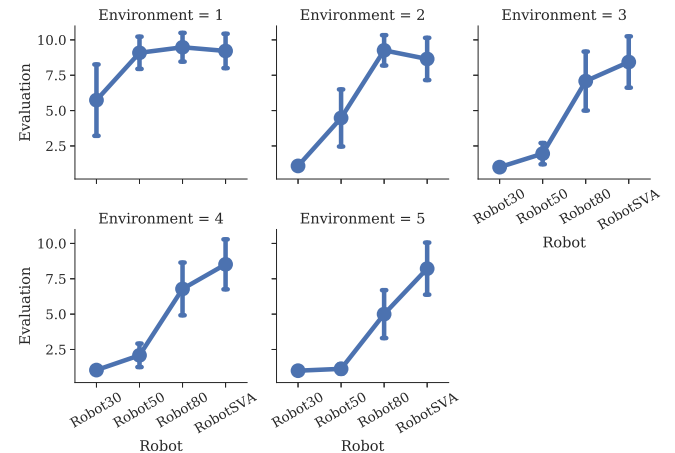 Environment = 1
Environment = 2
Environment = 3
10.0
7.5
5.0
2.5
Evaluation
Robot30
Robot50
Robot80
RobotSVA
Robot
Environment = 4
Environment = 5
10.0
7.5
5.0
2.5
Evaluation
Robot30
Robot50
Robot80
RobotSVA
Robot
Robot30
Robot50
Robot80
RobotSVA
Robot